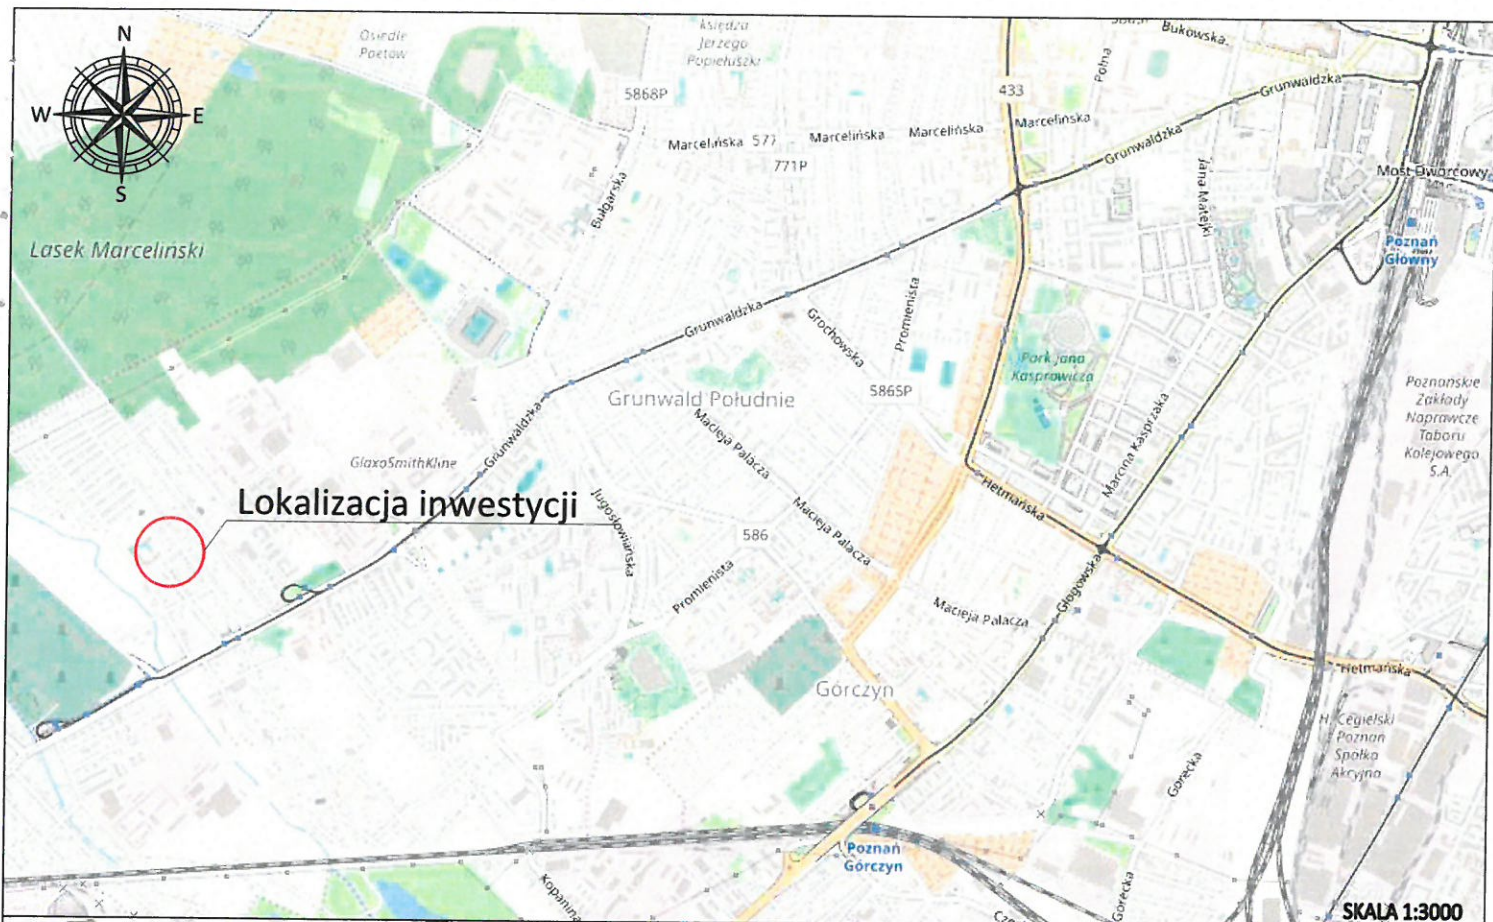 N
W
E
S
Osiedle
Poetów
księdza
Jerzego
Popiełuszki
5868P
Bułgarska
Marcelińska
577
Marcelińska
Marcelińska
Marcelińska
771P
433
Polna
Bukowska
Grunwaldzka
Grunwaldzka
Jana Matejki
Most Dworcowy
Poznań
Główny
Lasek Marceliński
Grunwaldzka
Grochowska
Promienista
5865P
Park Jana
Kasprowicza
Grunwald Południe
Poznańskie
Zakłady
Naprawcze
Taboru
Kolejowego
S.A.
Grunwaldzka
Macieja Palacza
Marcina Kasprzaka
GlaxoSmithKline
Lokalizacja inwestycji
Jugosłowiańska
586
Macieja Palacza
Hetmańska
Promienista
Macieja Palacza
Głogowska
Hetmańska
Górczyn
H. Cegielski
Poznań
Spółka
Akcyjna
Górecka
Poznań
Górczyn
Kopanina
Górecka
SKALA 1:3000